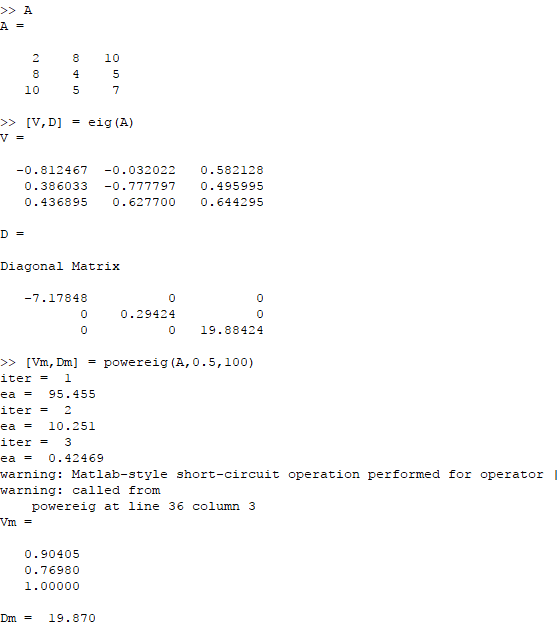 >> A
A =
2 8 10
8 4 5
10 5 7
>> [V,D] = eig(A)
V =
-0.812467 -0.032022 0.582128
0.386033 -0.777797 0.495995
0.436895 0.627700 0.644295
D =
Diagonal Matrix
-7.17848 0 0
0 0.29424 0
0 0 19.88424
>> [Vm,Dm] = powereig(A,0.5,100)
iter = 1
ea = 95.455
iter = 2
ea = 10.251
iter = 3
ea = 0.42469
warning: Matlab-style short-circuit operation performed for operator |
warning: called from
powereig at line 36 column 3
Vm =
0.90405
0.76980
1.00000
Dm = 19.870